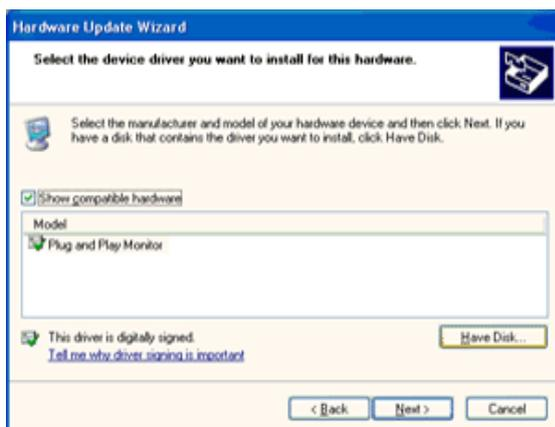 Hardware Update Wizard
Select the device driver you want to install for this hardware.
Select the manufacturer and model of your hardware device and then click Next. If you
have a disk that contains the driver you want to install, click Have Disk.
Show compatible hardware
Model
Plug and Play Monitor
This driver is digitally signed.
Have Disk...
Tell me why driver signing is important
< Back
Next >
Cancel